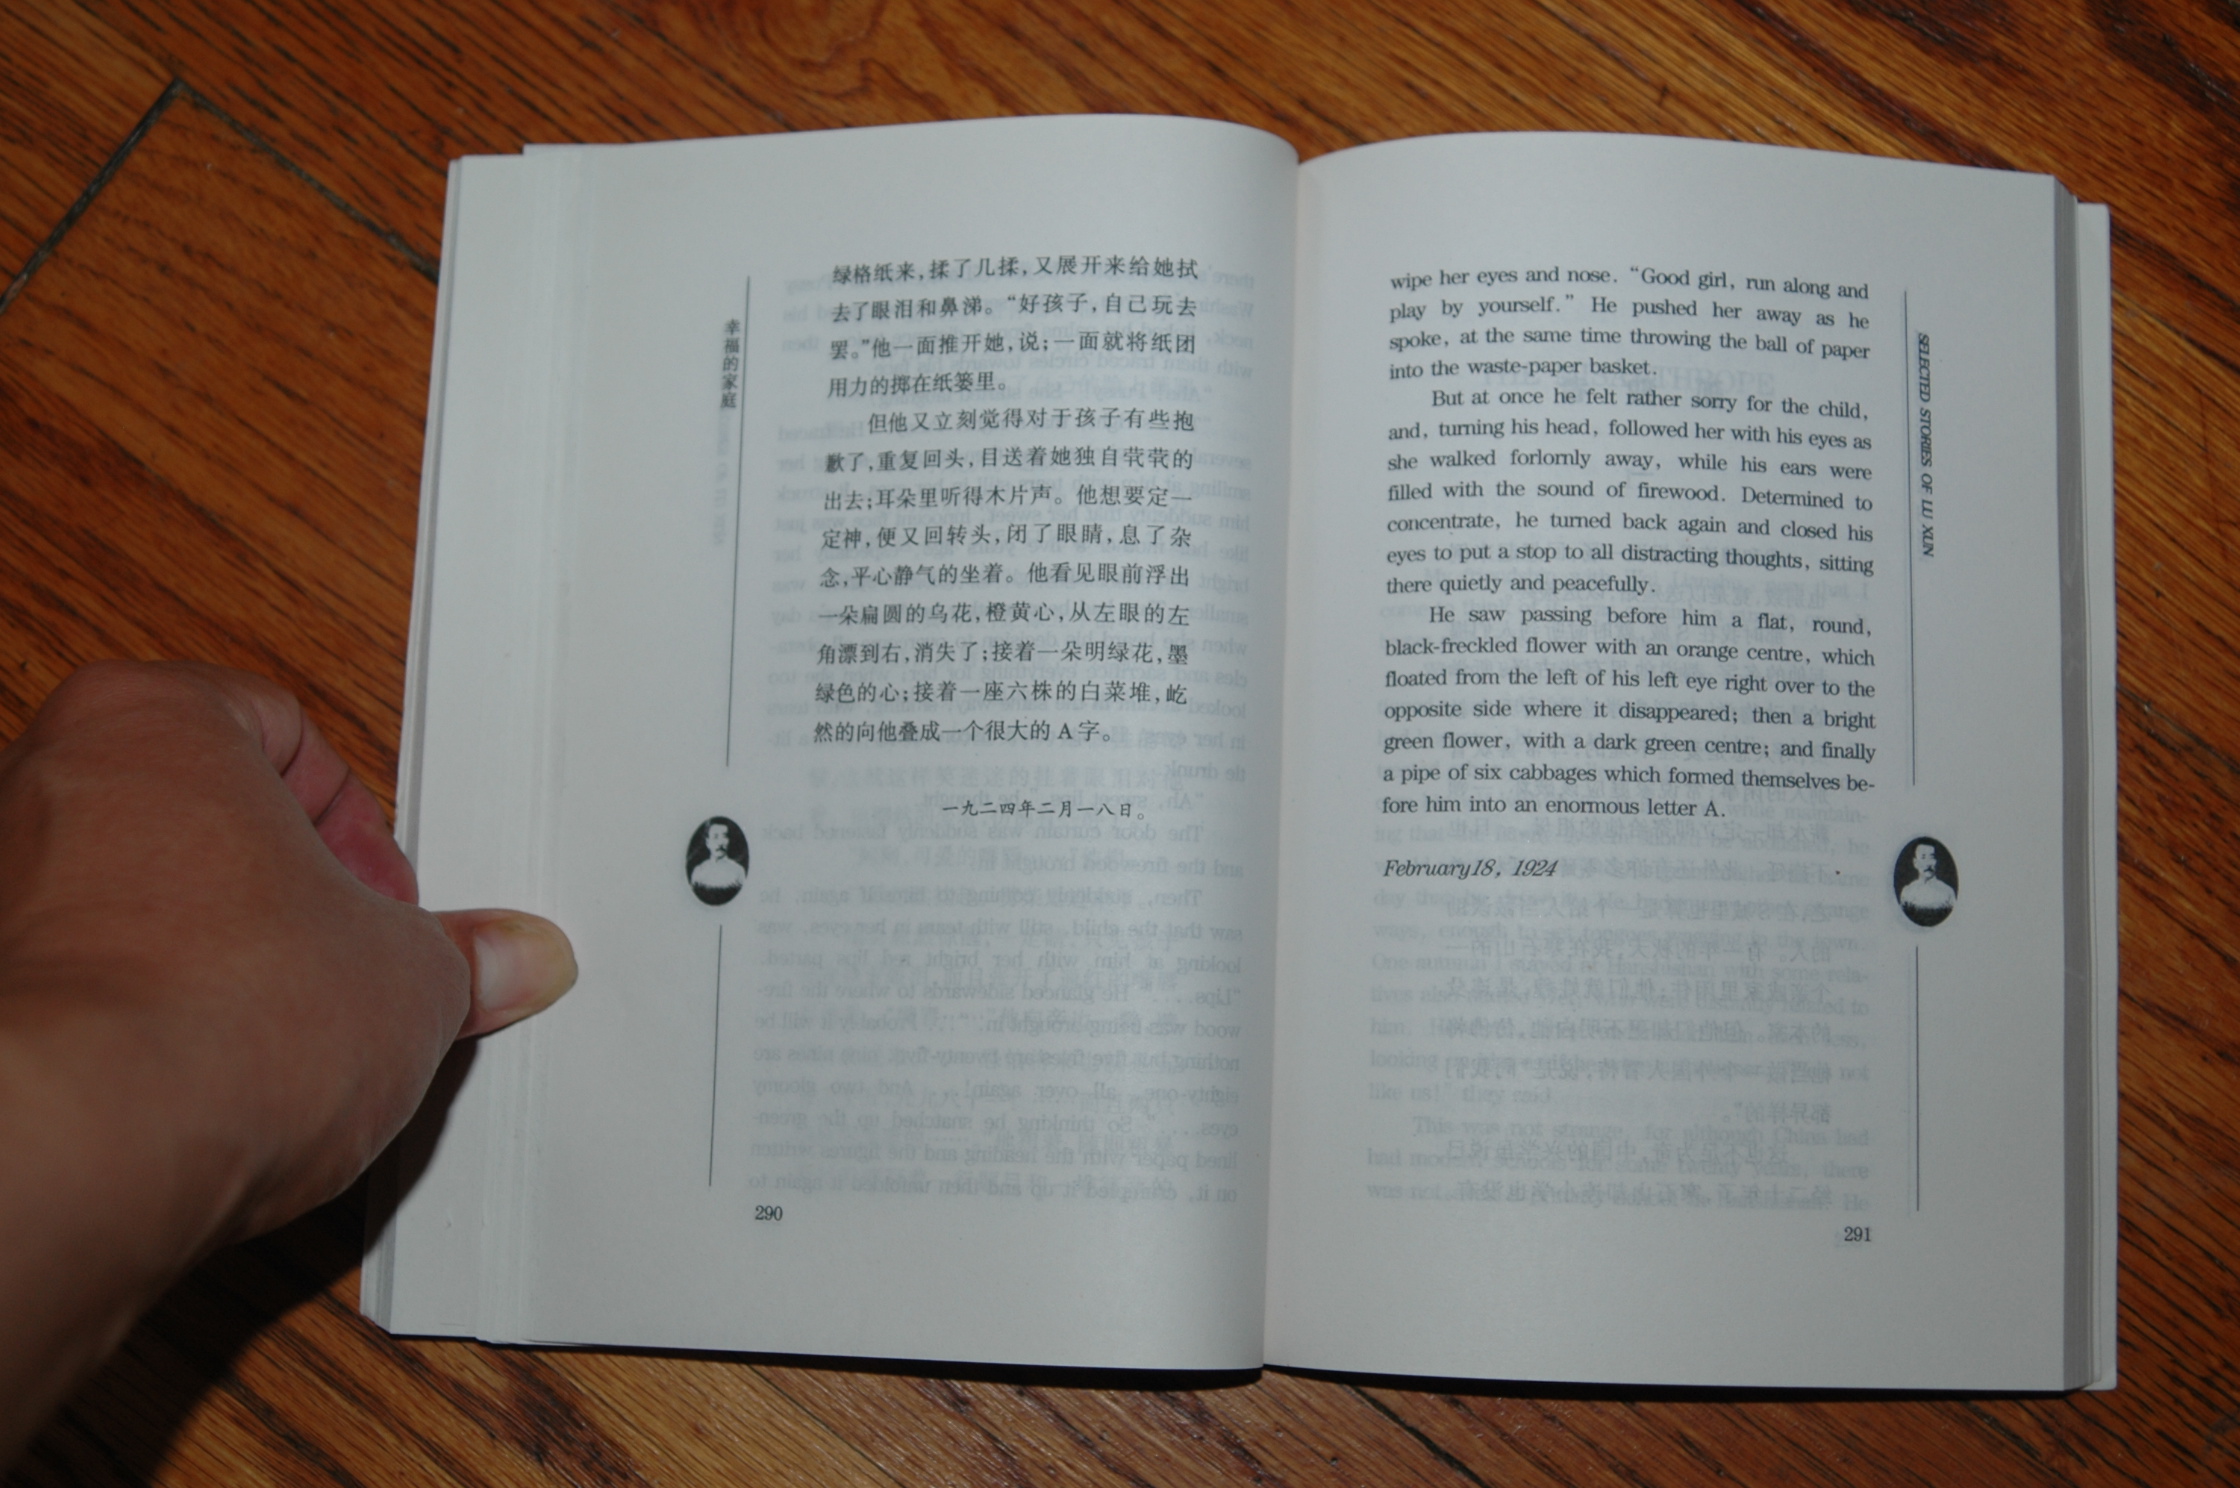 幸福的家庭
绿格纸来,揉了几揉,又展开来给她拭
去了眼泪和鼻涕。“好孩子,自己玩去
罢。”他一面推开她,说;一面就将纸团
用力的掷在纸篓里。
但他又立刻觉得对于孩子有些抱
歉了,重复回头,目送着她独自茕茕的
出去;耳朵里听得木片声。他想要定一
定神,便又回转头,闭了眼睛,息了杂
念,平心静气的坐着。他看见眼前浮出
一朵扁圆的乌花,橙黄心,从左眼的左
角漂到右,消失了;接着一朵明绿花,墨
绿色的心;接着一座六株的白菜堆,屹
然的向他叠成一个很大的 A 字。
一九二四年二月一八日。
290
wipe her eyes and nose. “Good girl, run along and
play by yourself.” He pushed her away as he
spoke, at the same time throwing the ball of paper
into the waste-paper basket.
But at once he felt rather sorry for the child,
and, turning his head, followed her with his eyes as
she walked forlornly away, while his ears were
filled with the sound of firewood. Determined to
concentrate, he turned back again and closed his
eyes to put a stop to all distracting thoughts, sitting
there quietly and peacefully.
He saw passing before him a flat, round,
black-freckled flower with an orange centre, which
floated from the left of his left eye right over to the
opposite side where it disappeared; then a bright
green flower, with a dark green centre; and finally
a pipe of six cabbages which formed themselves be-
fore him into an enormous letter A.
February18, 1924
SELECTED STORIES OF LU XUN
291